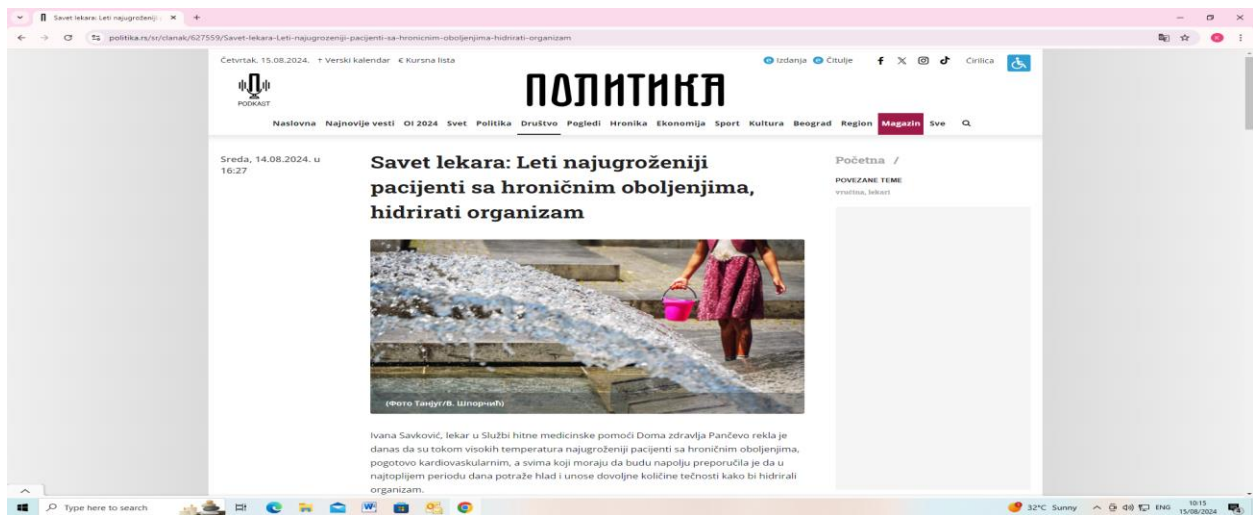 Savet lekara: Leti najugroženiji
politika.rs/sr/clanak/627559/Savet-lekara-Leti-najugrozeniji-pacijenti-sa-hronicnim-oboljenjima-hidrirati-organizam
Četvrtak, 15.08.2024. Verski kalendar € Kursna lista
Izdanja Čitulje Ćirilica
PODKAST
ПОЛИТИКА
Naslovna Najnovije vesti OI 2024 Svet Politika Društvo Pogledi Hronika Ekonomija Sport Kultura Beograd Region Magazin Sve
Sreda, 14.08.2024. u
16:27
Savet lekara: Leti najugroženiji
pacijenti sa hroničnim oboljenjima,
hidrirati organizam
Početna /
POVEZANE TEME
vrućina, lekari
(Фото Танјуг/В. Шпорчић)
Ivana Savković, lekar u Službi hitne medicinske pomoći Doma zdravlja Pančevo rekla je
danas da su tokom visokih temperatura najugroženiji pacijenti sa hroničnim oboljenjima,
pogotovo kardiovaskularnim, a svima koji moraju da budu napolju preporučila je da u
najtoplijem periodu dana potraže hlad i unose dovoljne količine tečnosti kako bi hidrirali
organizam.
Type here to search
32°C Sunny
ENG
10:15
15/08/2024